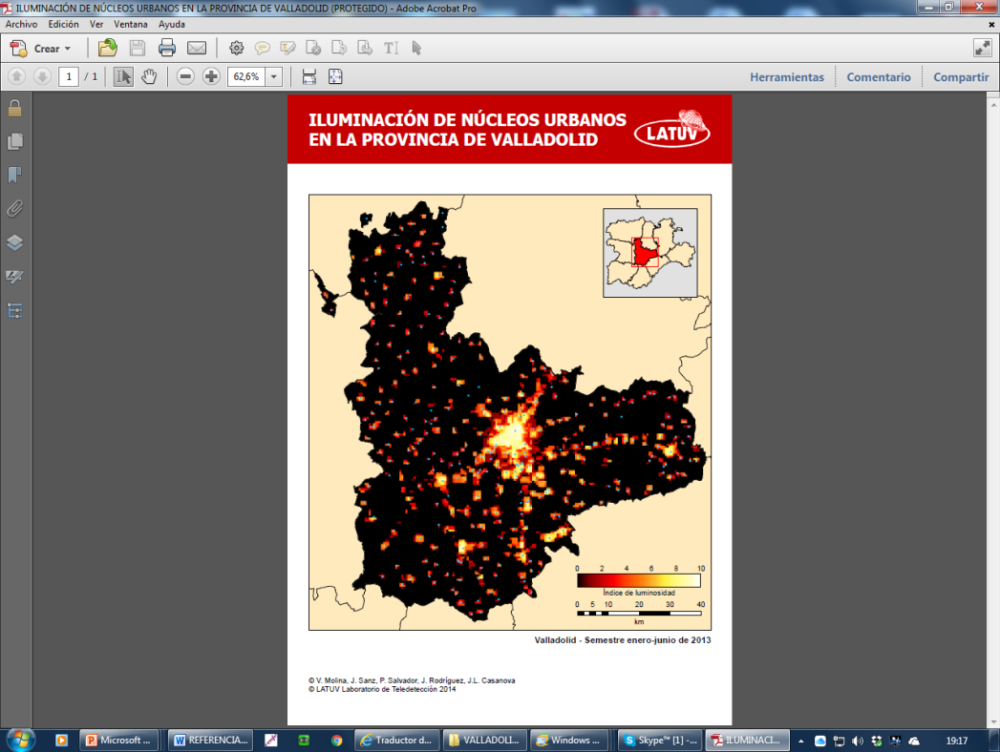 ILUMINACIÓN DE NÚCLEOS URBANOS EN LA PROVINCIA DE VALLADOLID (PROTEGIDO) - Adobe Acrobat Pro
Archivo Edición Ver Ventana Ayuda
Crear
1 / 1 62,6% Herramientas Comentario Compartir
ILUMINACIÓN DE NÚCLEOS URBANOS
EN LA PROVINCIA DE VALLADOLID
LATUV
0 2 4 6 8 10
Índice de luminosidad
0 5 10 20 30 40
km
Valladolid - Semestre enero-junio de 2013
© V. Molina, J. Sanz, P. Salvador, J. Rodríguez, J.L. Casanova
© LATUV Laboratorio de Teledetección 2014
Microsoft ... REFERENCIA... Traductor d... VALLADOLI... Windows ... Skype™ [1] -... ILUMINACI... 19:17